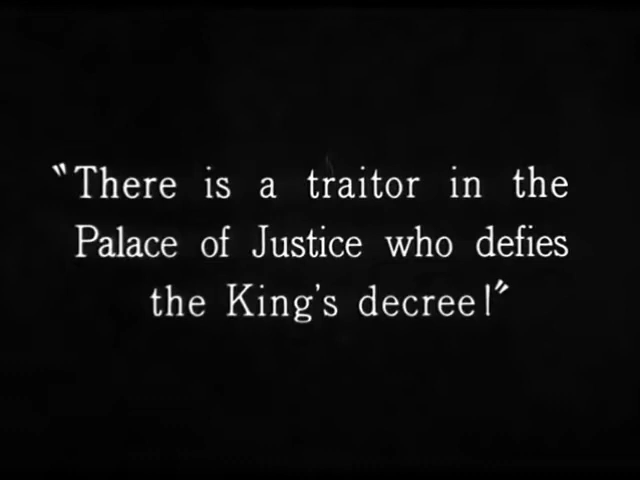 "There is a traitor in the
Palace of Justice who defies
the King's decree!"